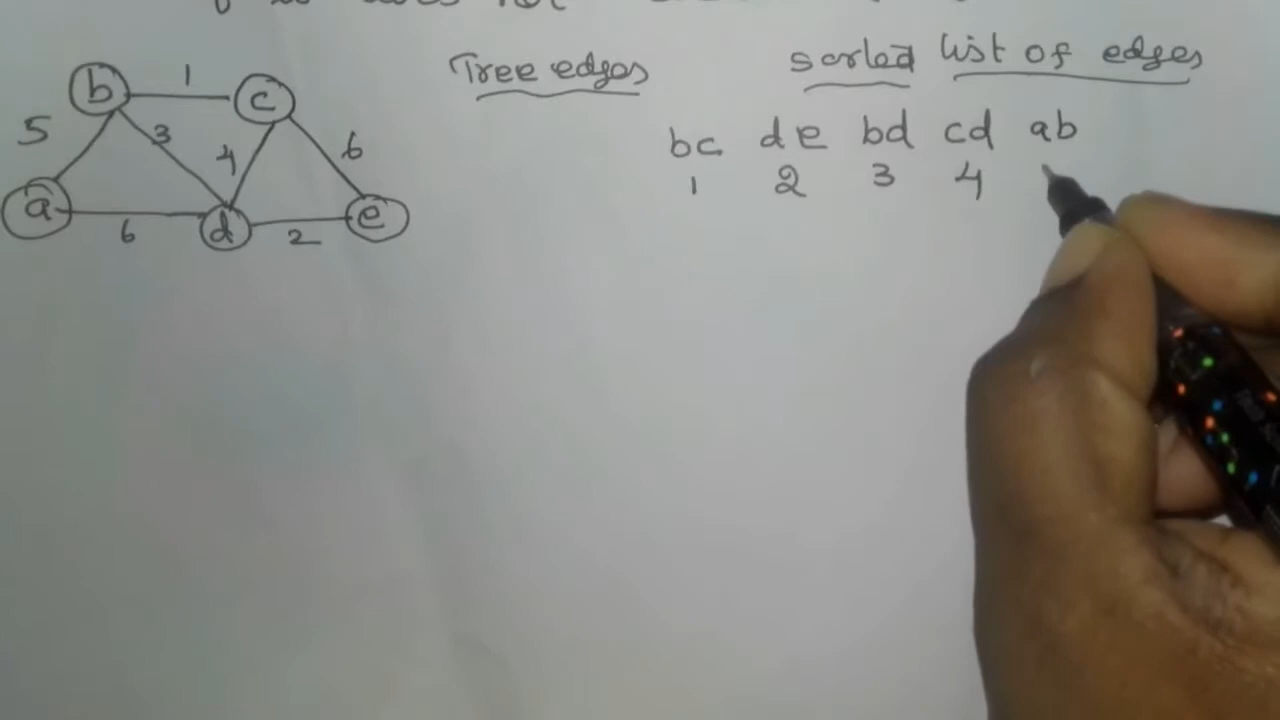 Tree edges
sorted list of edges
b 1 c
5 3 4 6
a 6 d 2 e
bc de bd cd ab
1 2 3 4